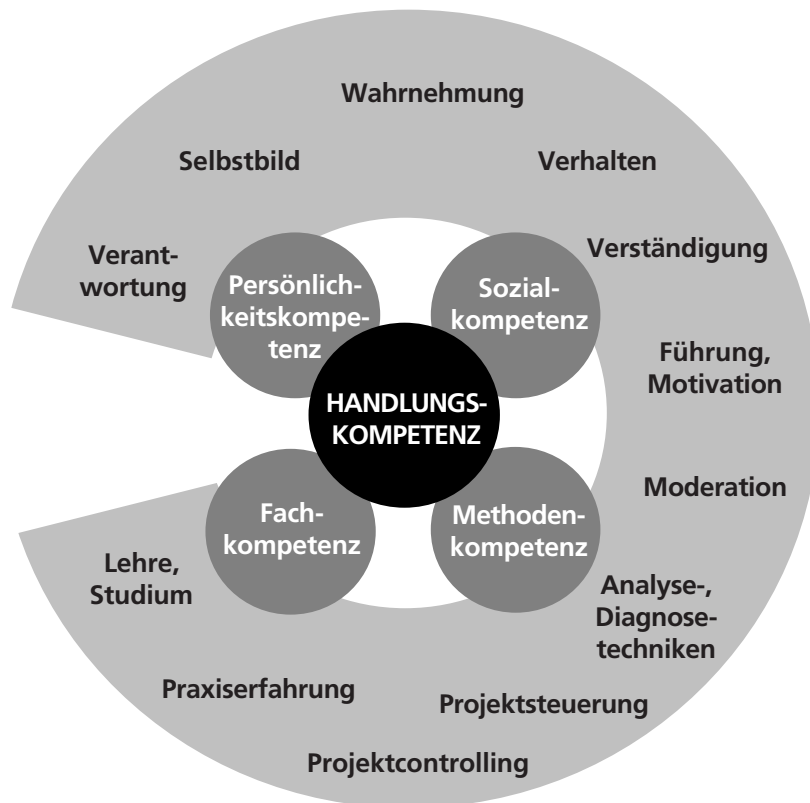 Wahrnehmung
Selbstbild
Verhalten
Verant-
wortung
Verständigung
Persönlich-
keitskompe-
tenz
Sozial-
kompetenz
Führung,
Motivation
HANDLUNGS-
KOMPETENZ
Moderation
Fach-
kompetenz
Methoden-
kompetenz
Lehre,
Studium
Analyse-,
Diagnose-
techniken
Praxiserfahrung
Projektsteuerung
Projektcontrolling